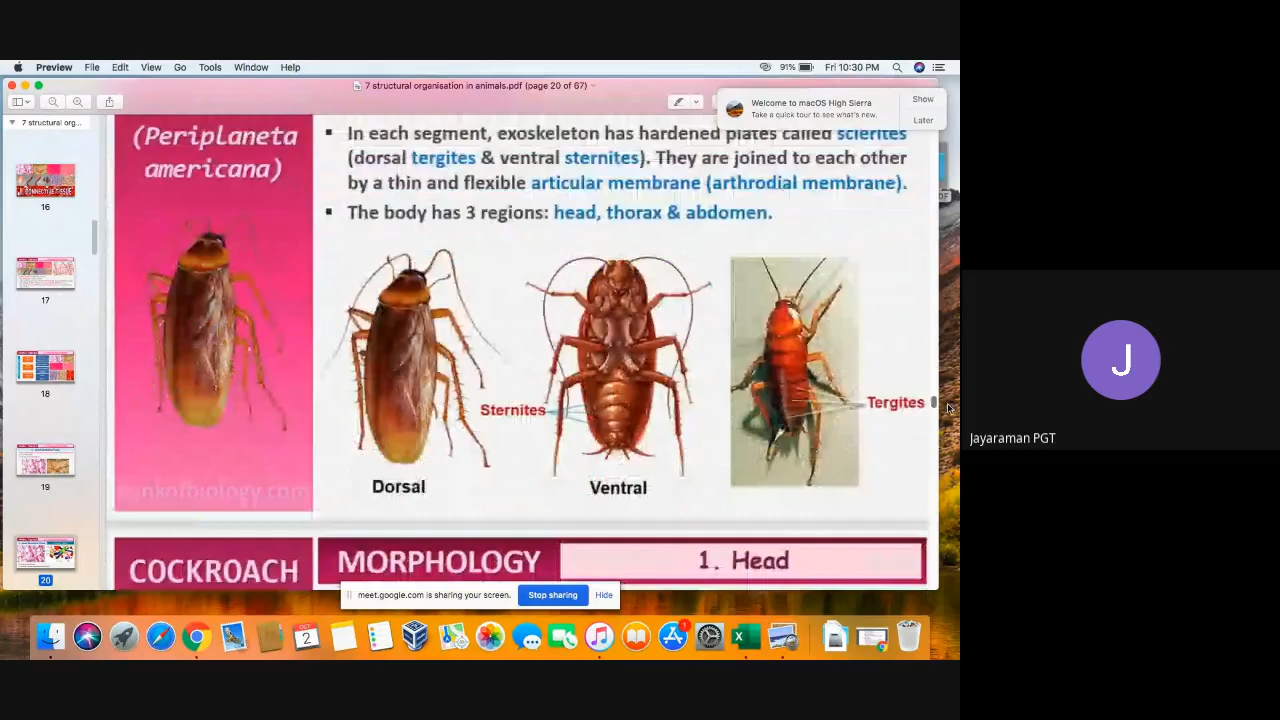 Preview File Edit View Go Tools Window Help
91% Fri 10:30 PM
7 structural organisation in animals.pdf (page 20 of 67)
Welcome to macOS High Sierra
Take a quick tour to see what's new.
Show
Later
7 structural org...
16
17
18
19
20
(Periplaneta
americana)
In each segment, exoskeleton has hardened plates called sclerites
(dorsal tergites & ventral sternites). They are joined to each other
by a thin and flexible articular membrane (arthrodial membrane).
The body has 3 regions: head, thorax & abdomen.
Sternites
Tergites
Dorsal
Ventral
COCKROACH
MORPHOLOGY
1. Head
meet.google.com is sharing your screen.
Stop sharing
Hide
OCT
2
1
J
Jayaraman PGT